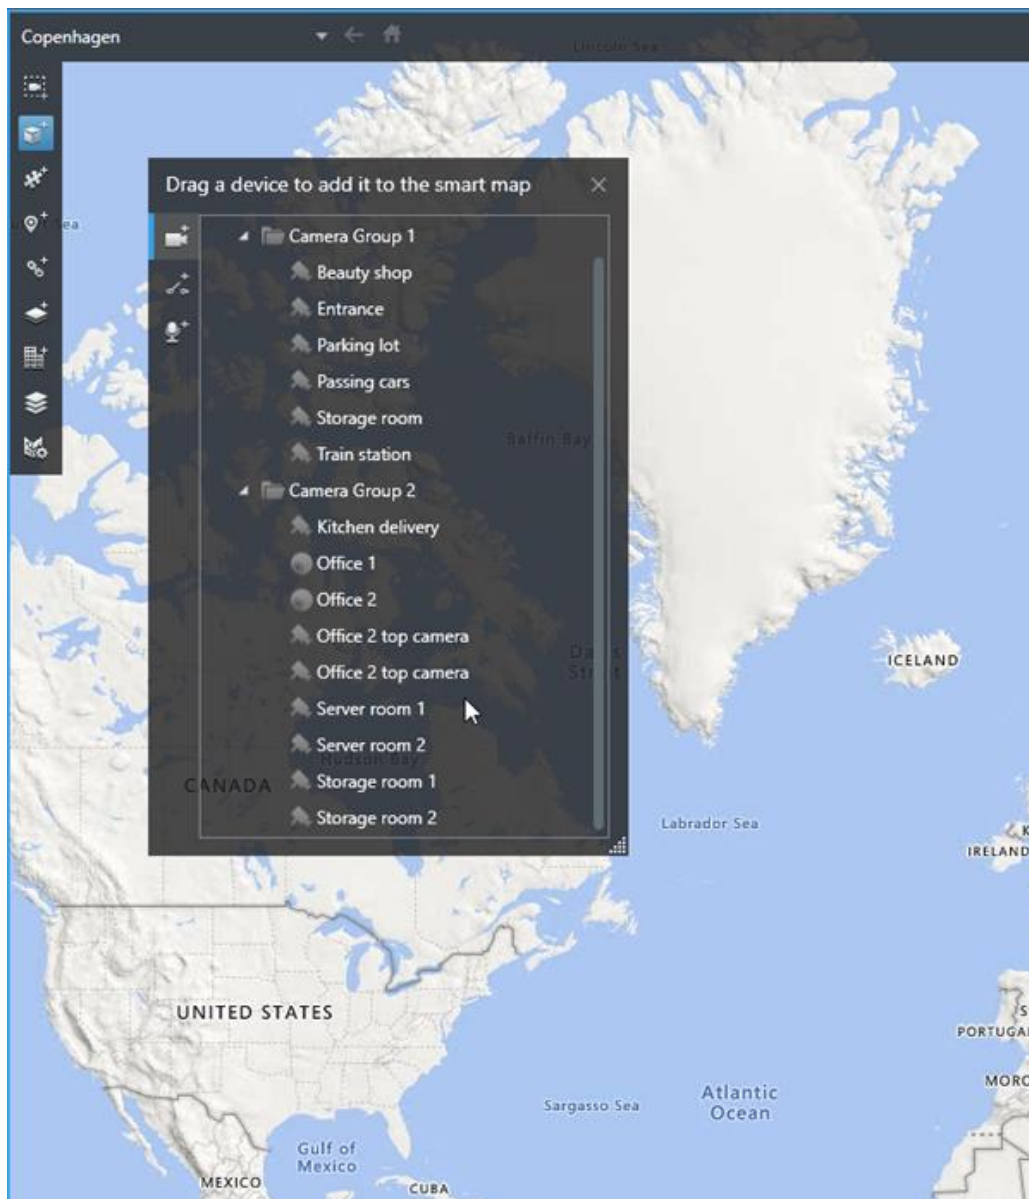 Copenhagen
Lincoln Sea
Sea
Drag a device to add it to the smart map
Camera Group 1
Beauty shop
Entrance
Parking lot
Passing cars
Storage room
Train station
Baffin Bay
Camera Group 2
Kitchen delivery
Office 1
Office 2
Office 2 top camera
Office 2 top camera
ICELAND
Server room 1
Server room 2
Hudson Bay
Storage room 1
CANADA
Storage room 2
Labrador Sea
IRELAND
UNITED STATES
PORTUGA
MORO
Atlantic
Ocean
Sargasso Sea
Gulf of
Mexico
MEXICO
CUBA